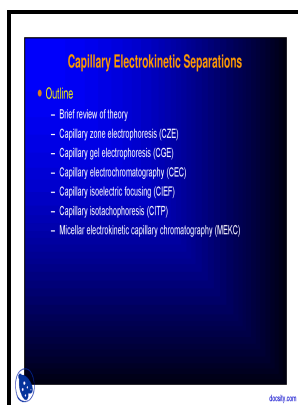 Capillary Electrokinetic Separations
• Outline
– Brief review of theory
– Capillary zone electrophoresis (CZE)
– Capillary gel electrophoresis (CGE)
– Capillary electrochromatography (CEC)
– Capillary isoelectric focusing (CIEF)
– Capillary isotachophoresis (CITP)
– Micellar electrokinetic capillary chromatography (MEKC)
docsity.com